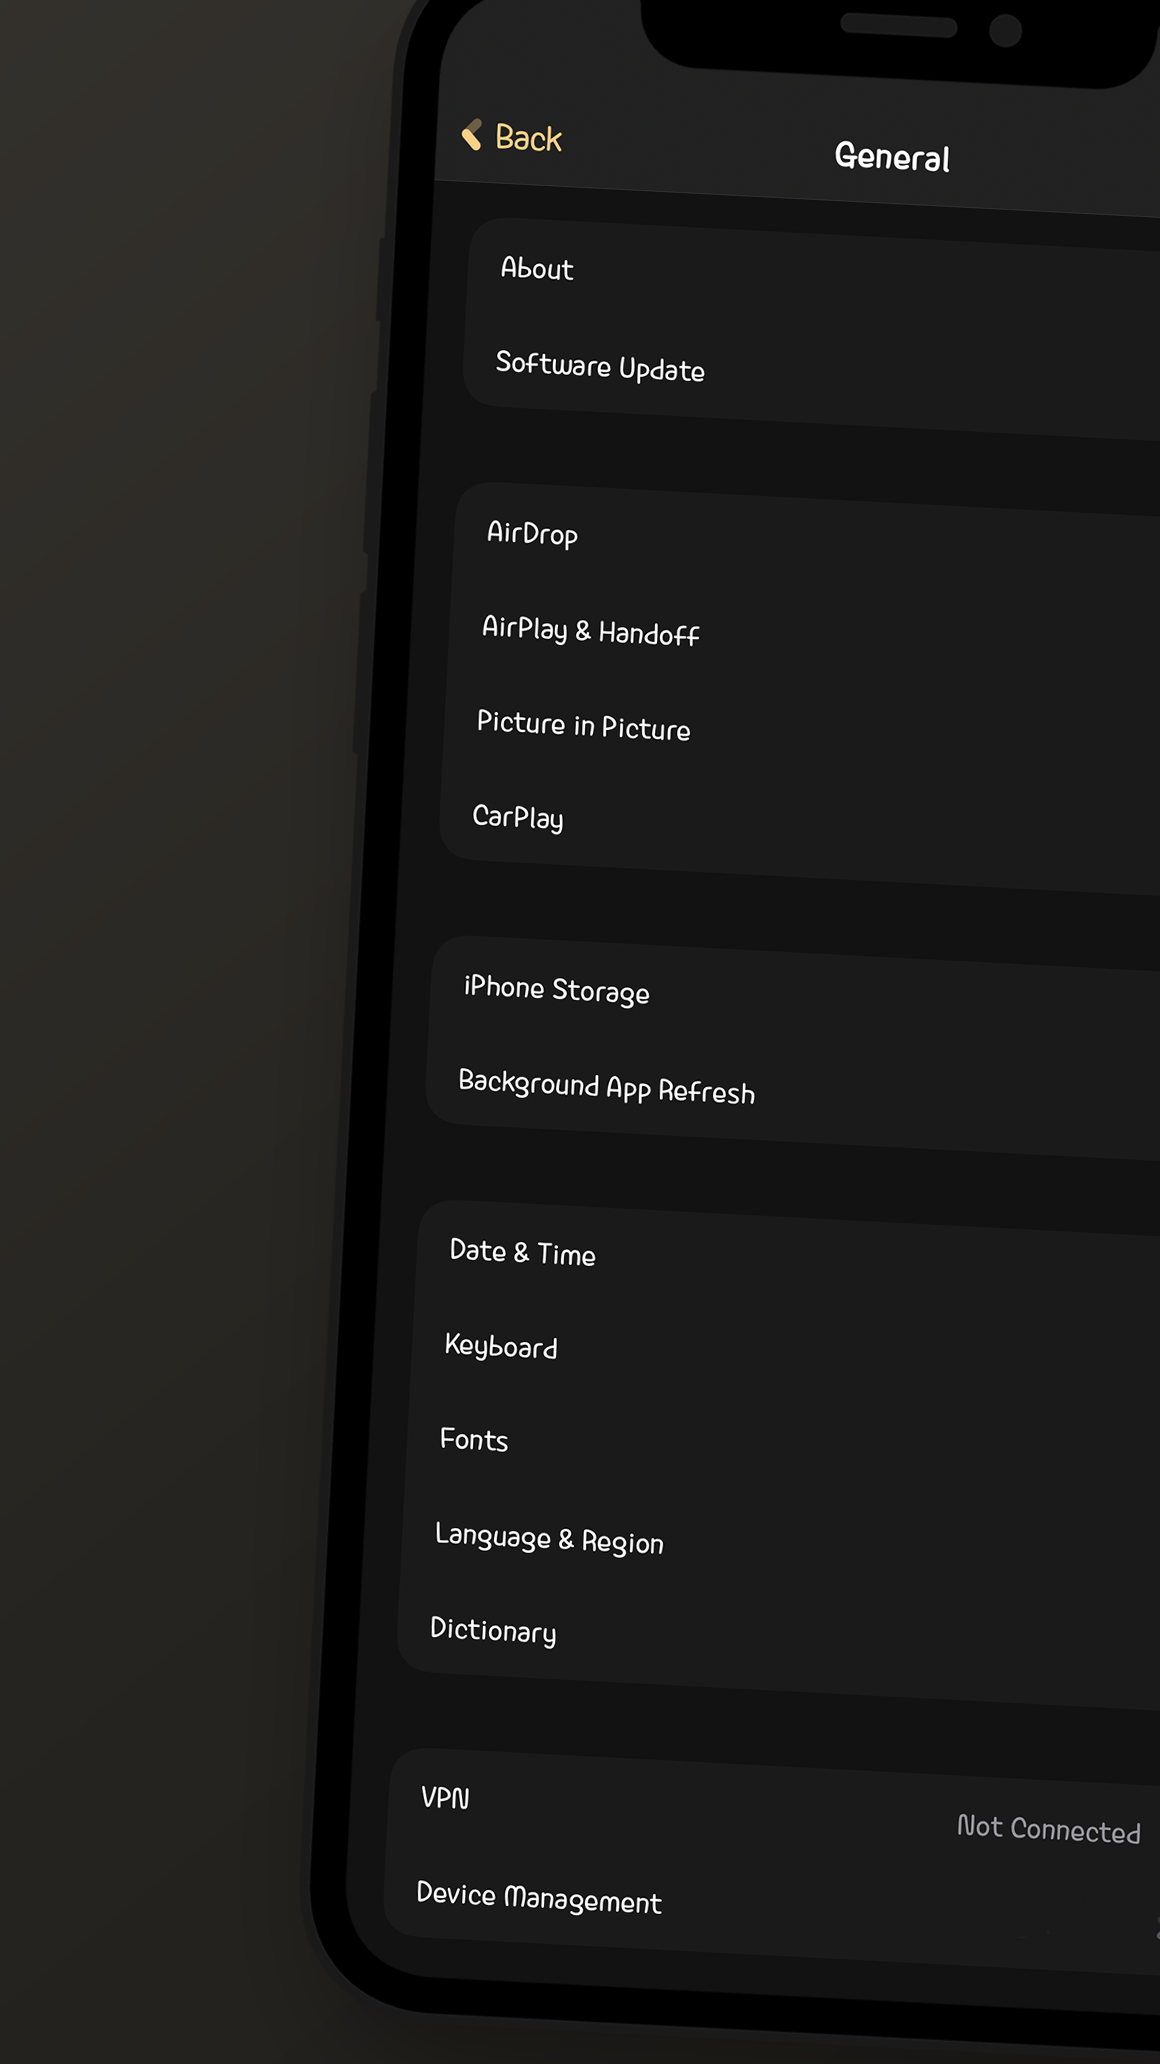 Back
General
About
Software Update
AirDrop
AirPlay & Handoff
Picture in Picture
CarPlay
iPhone Storage
Background App Refresh
Date & Time
Keyboard
Fonts
Language & Region
Dictionary
VPN
Not Connected
Device Management